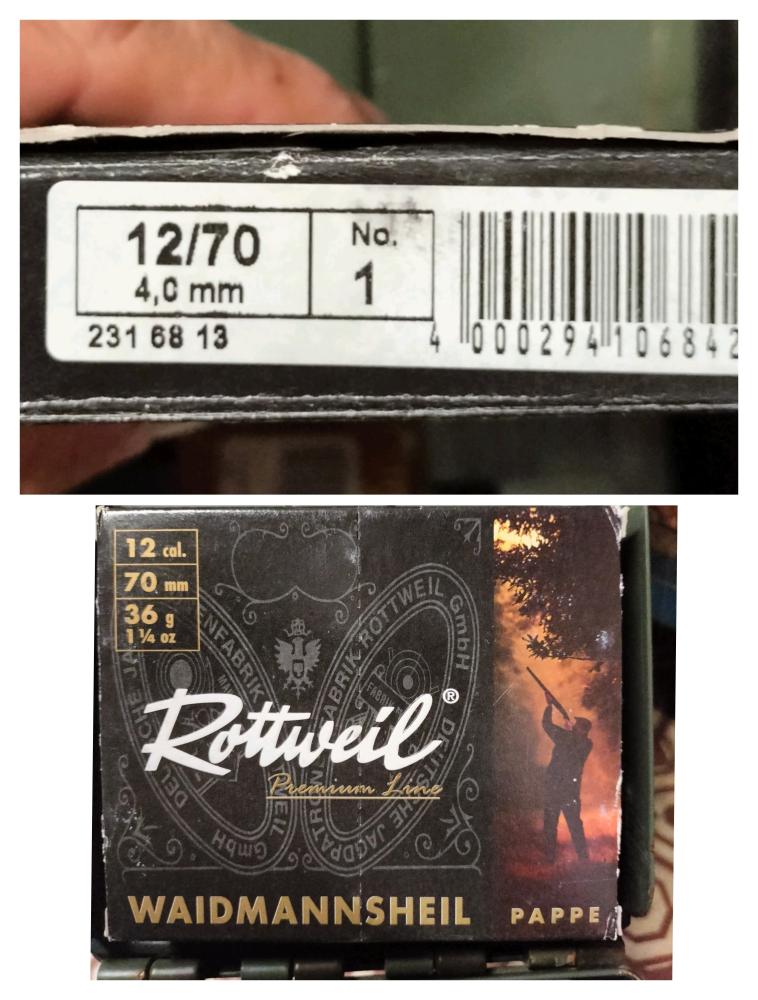 12/70
4,0 mm
No.
1
231 68 13
4 000294 106842
12 cal.
70 mm
36 g
1 1/4 oz
Rottweil®
Premium Line
WAIDMANNSHEIL
PAPPE